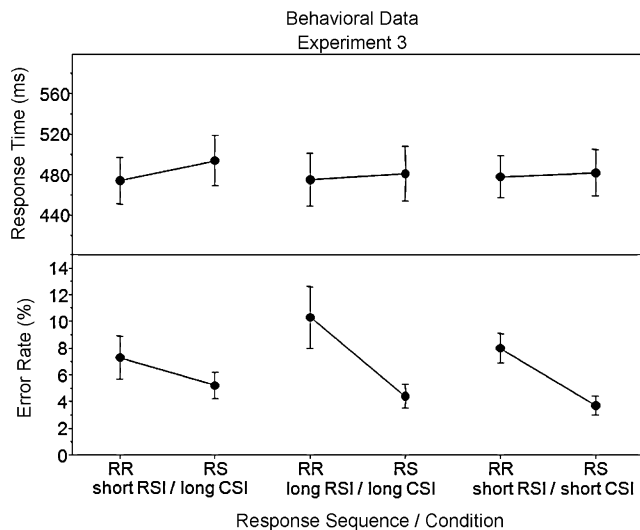 Behavioral Data
Experiment 3
Response Time (ms)
560
520
480
440
Error Rate (%)
14
12
10
8
6
4
2
0
RR RS RR RS RR RS
short RSI / long CSI long RSI / long CSI short RSI / short CSI
Response Sequence / Condition